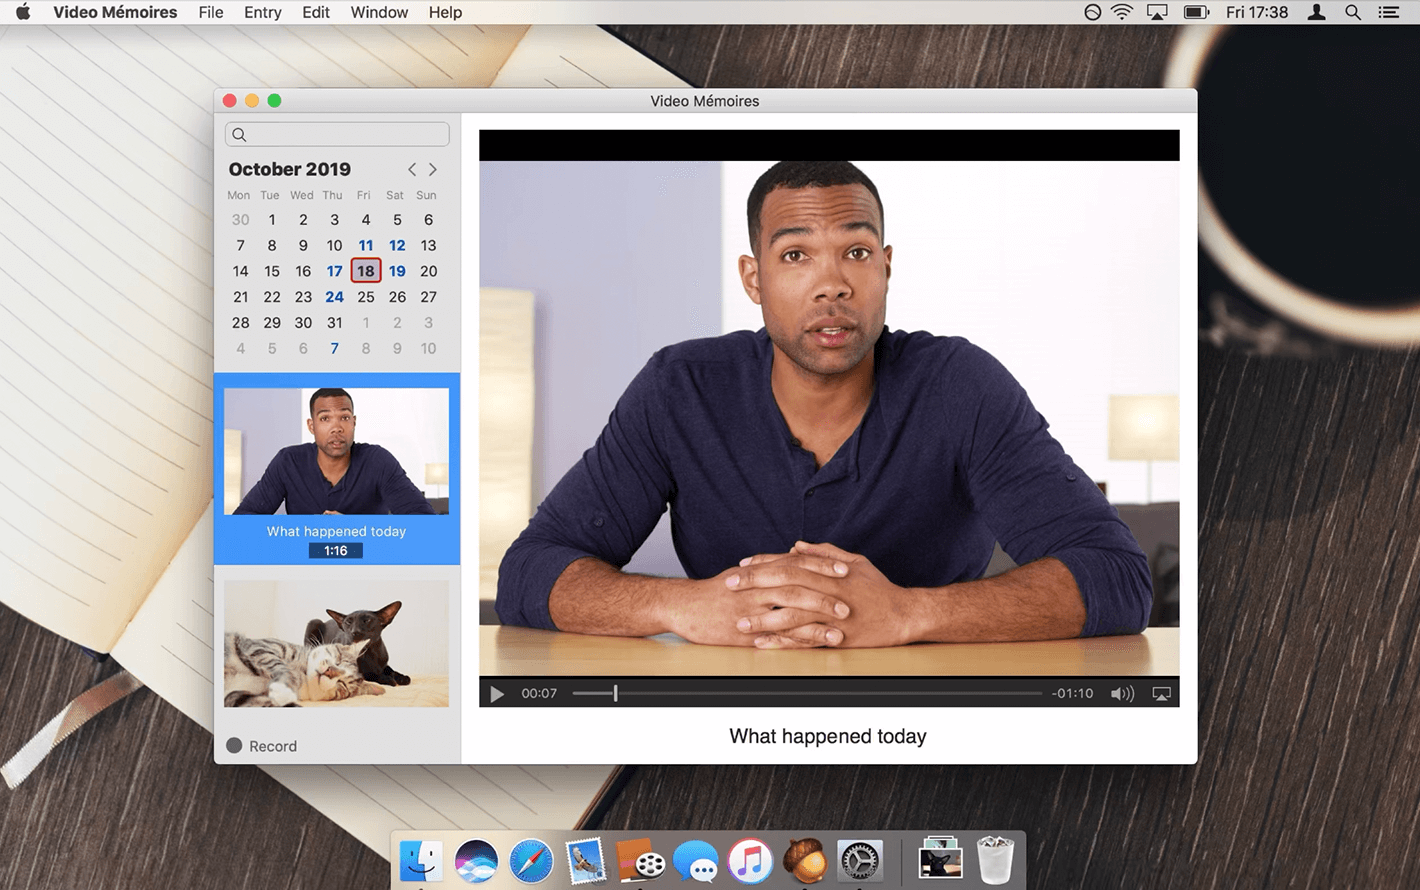 Video Mémoires File Entry Edit Window Help Fri 17:38
Video Mémoires
October 2019
Mon Tue Wed Thu Fri Sat Sun
30 1 2 3 4 5 6
7 8 9 10 11 12 13
14 15 16 17 18 19 20
21 22 23 24 25 26 27
28 29 30 31 1 2 3
4 5 6 7 8 9 10
What happened today
1:16
Record
00:07 -01:10
What happened today